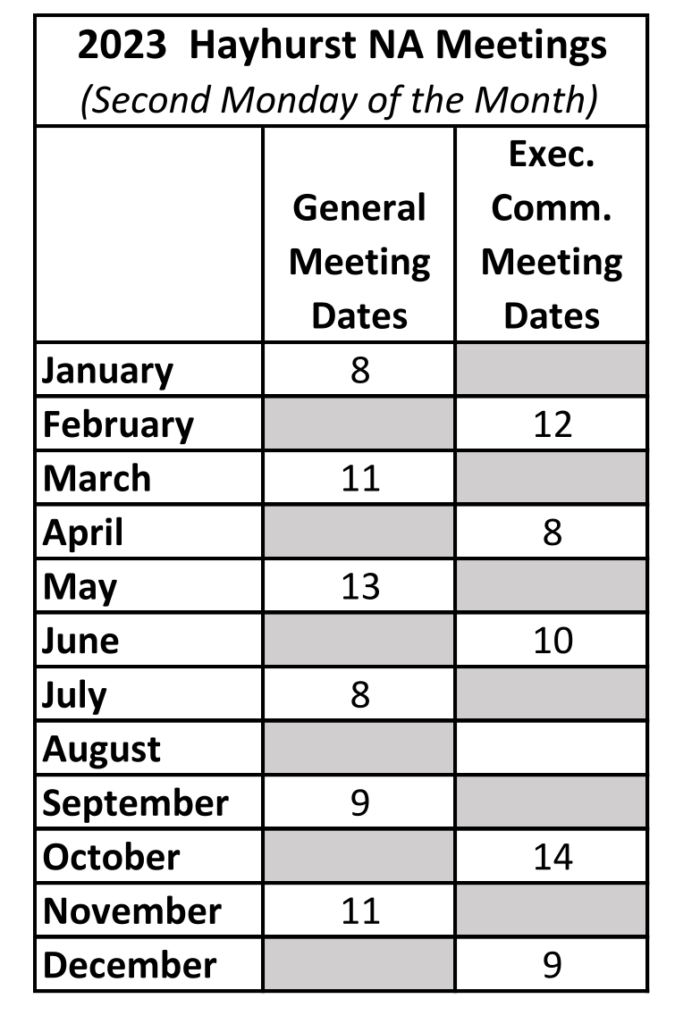 2023 Hayhurst NA Meetings
(Second Monday of the Month)
General Meeting Dates
Exec. Comm. Meeting Dates
January 8
February 12
March 11
April 8
May 13
June 10
July 8
August
September 9
October 14
November 11
December 9